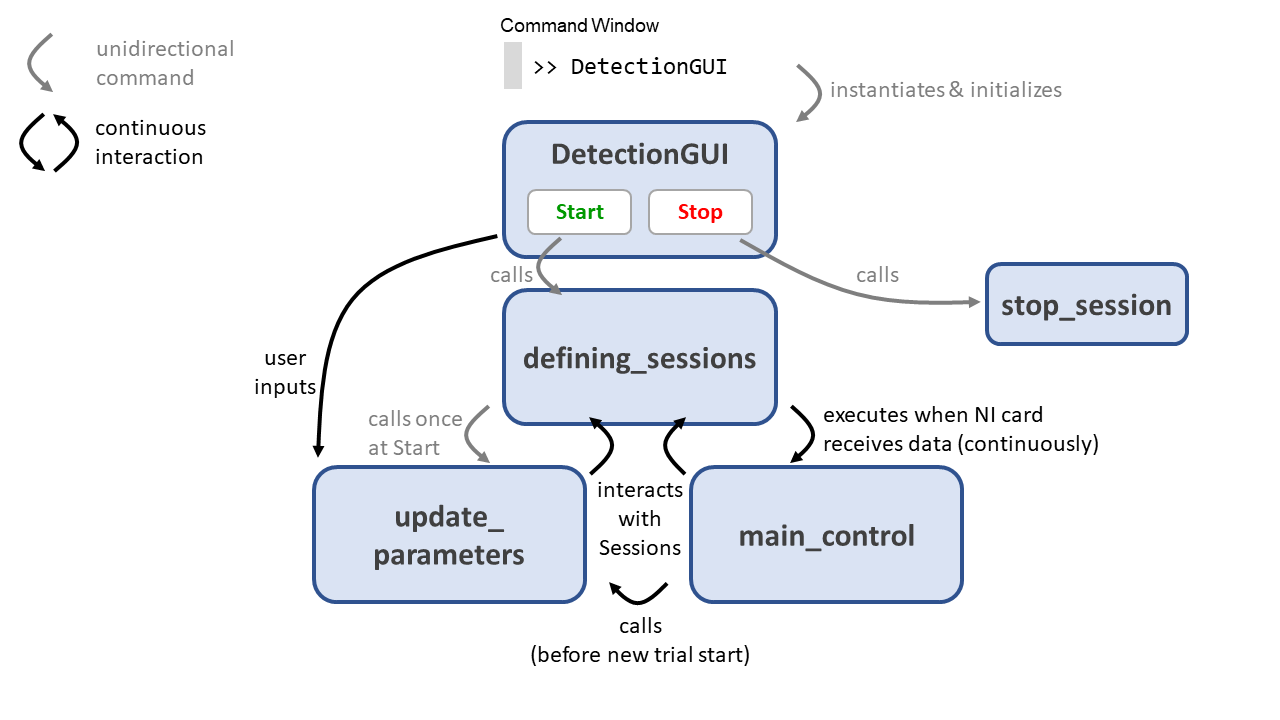 Command Window
>> DetectionGUI
unidirectional
command
continuous
interaction
instantiates & initializes
DetectionGUI
Start
Stop
calls
calls
stop_session
defining_sessions
user
inputs
calls once
at Start
executes when NI card
receives data (continuously)
update_
parameters
interacts
with
Sessions
main_control
calls
(before new trial start)